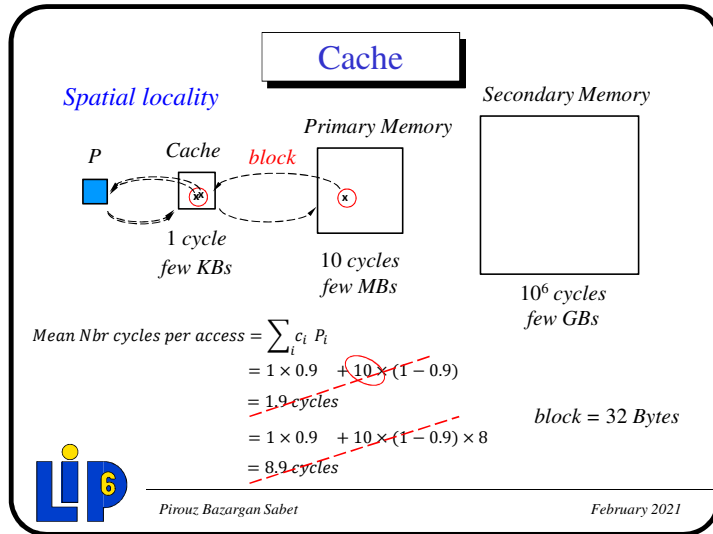 Cache
Spatial locality
Secondary Memory
Primary Memory
P
Cache
block
x
x
x
1 cycle
few KBs
10 cycles
few MBs
10⁶ cycles
few GBs
Mean Nbr cycles per access = ∑ᵢ cᵢ Pᵢ
= 1 × 0.9 + 10 × (1 − 0.9)
= 1.9 cycles
= 1 × 0.9 + 10 × (1 − 0.9) × 8
= 8.9 cycles
block = 32 Bytes
LiP6
Pirouz Bazargan Sabet
February 2021